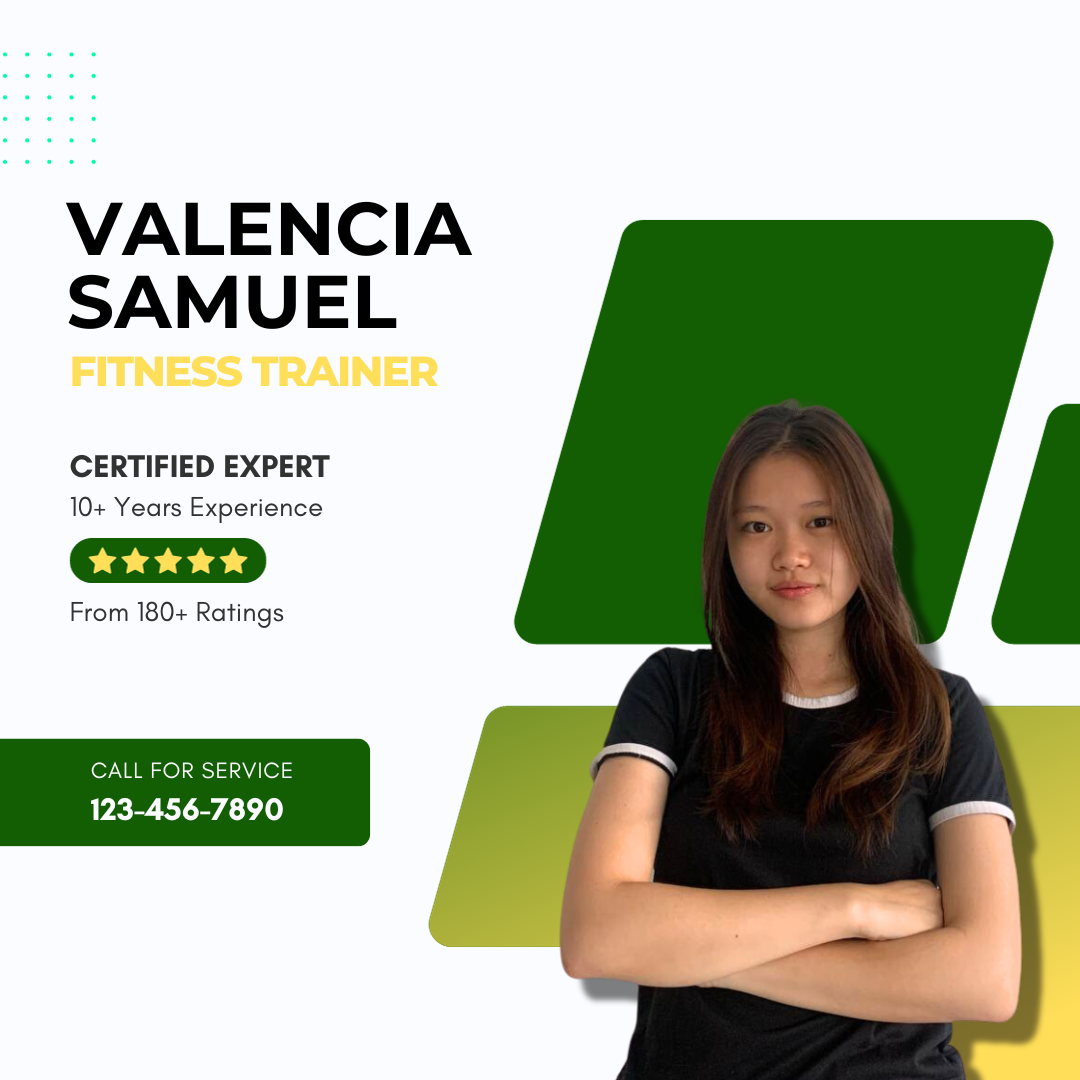 VALENCIA
SAMUEL
FITNESS TRAINER
CERTIFIED EXPERT
10+ Years Experience
From 180+ Ratings
CALL FOR SERVICE
123-456-7890